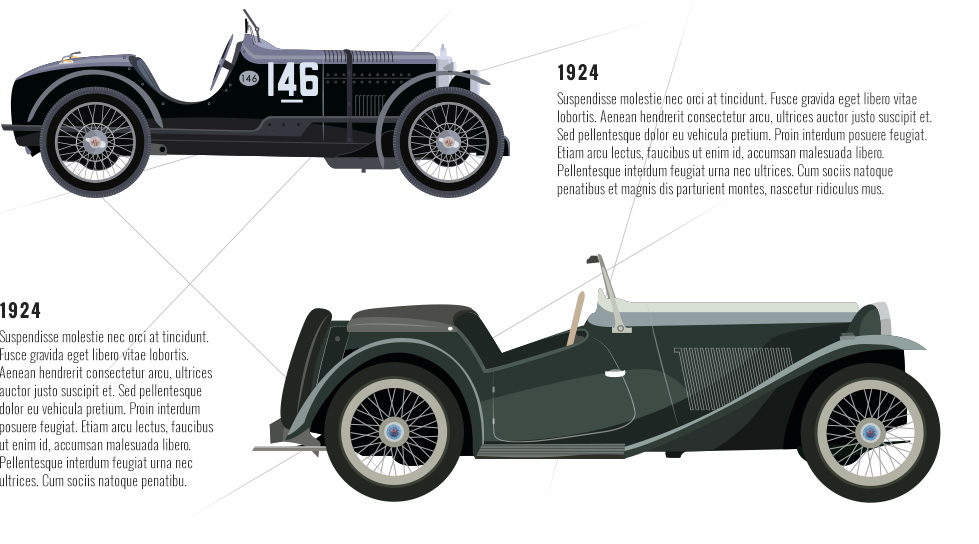 146
146
1924
Suspendisse molestie nec orci at tincidunt. Fusce gravida eget libero vitae
lobortis. Aenean hendrerit consectetur arcu, ultrices auctor justo suscipit et.
Sed pellentesque dolor eu vehicula pretium. Proin interdum posuere feugiat.
Etiam arcu lectus, faucibus ut enim id, accumsan malesuada libero.
Pellentesque interdum feugiat urna nec ultrices. Cum sociis natoque
penatibus et magnis dis parturient montes, nascetur ridiculus mus.
1924
Suspendisse molestie nec orci at tincidunt.
Fusce gravida eget libero vitae lobortis.
Aenean hendrerit consectetur arcu, ultrices
auctor justo suscipit et. Sed pellentesque
dolor eu vehicula pretium. Proin interdum
posuere feugiat. Etiam arcu lectus, faucibus
ut enim id, accumsan malesuada libero.
Pellentesque interdum feugiat urna nec
ultrices. Cum sociis natoque penatibu.